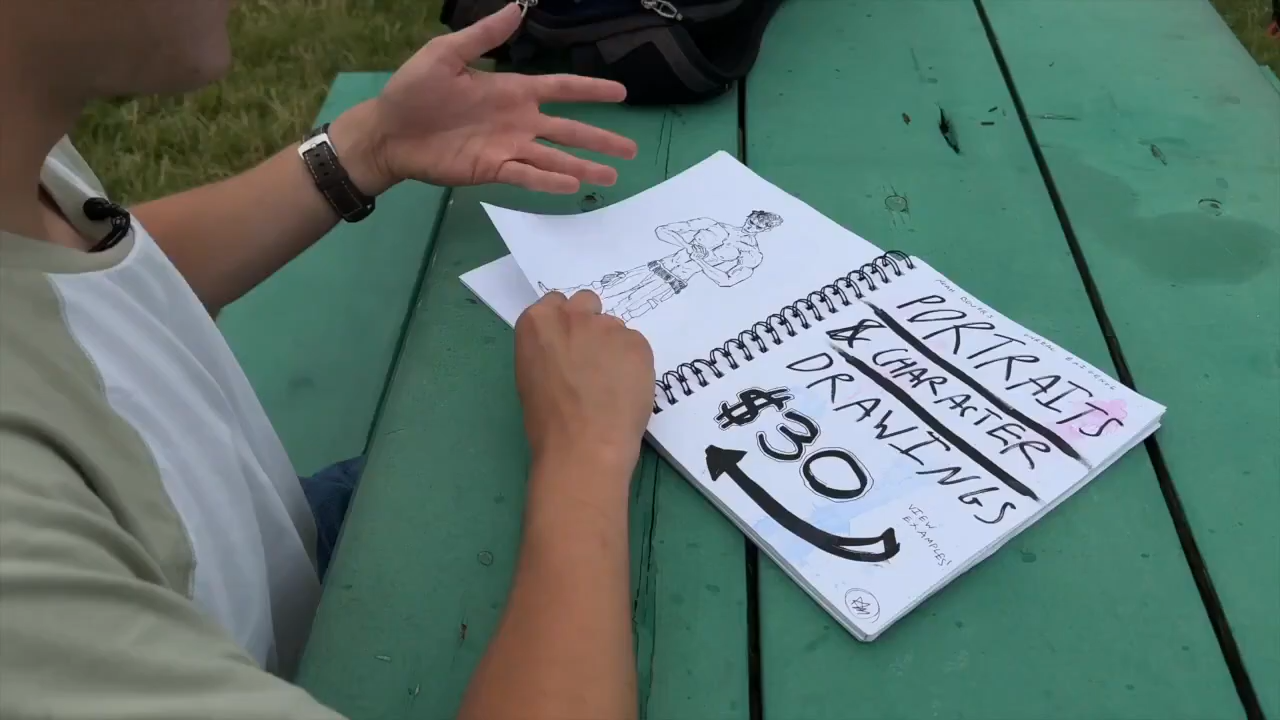 PORTRAITS
& CHARACTER
DRAWINGS
$30
VIEW
EXAMPLES!